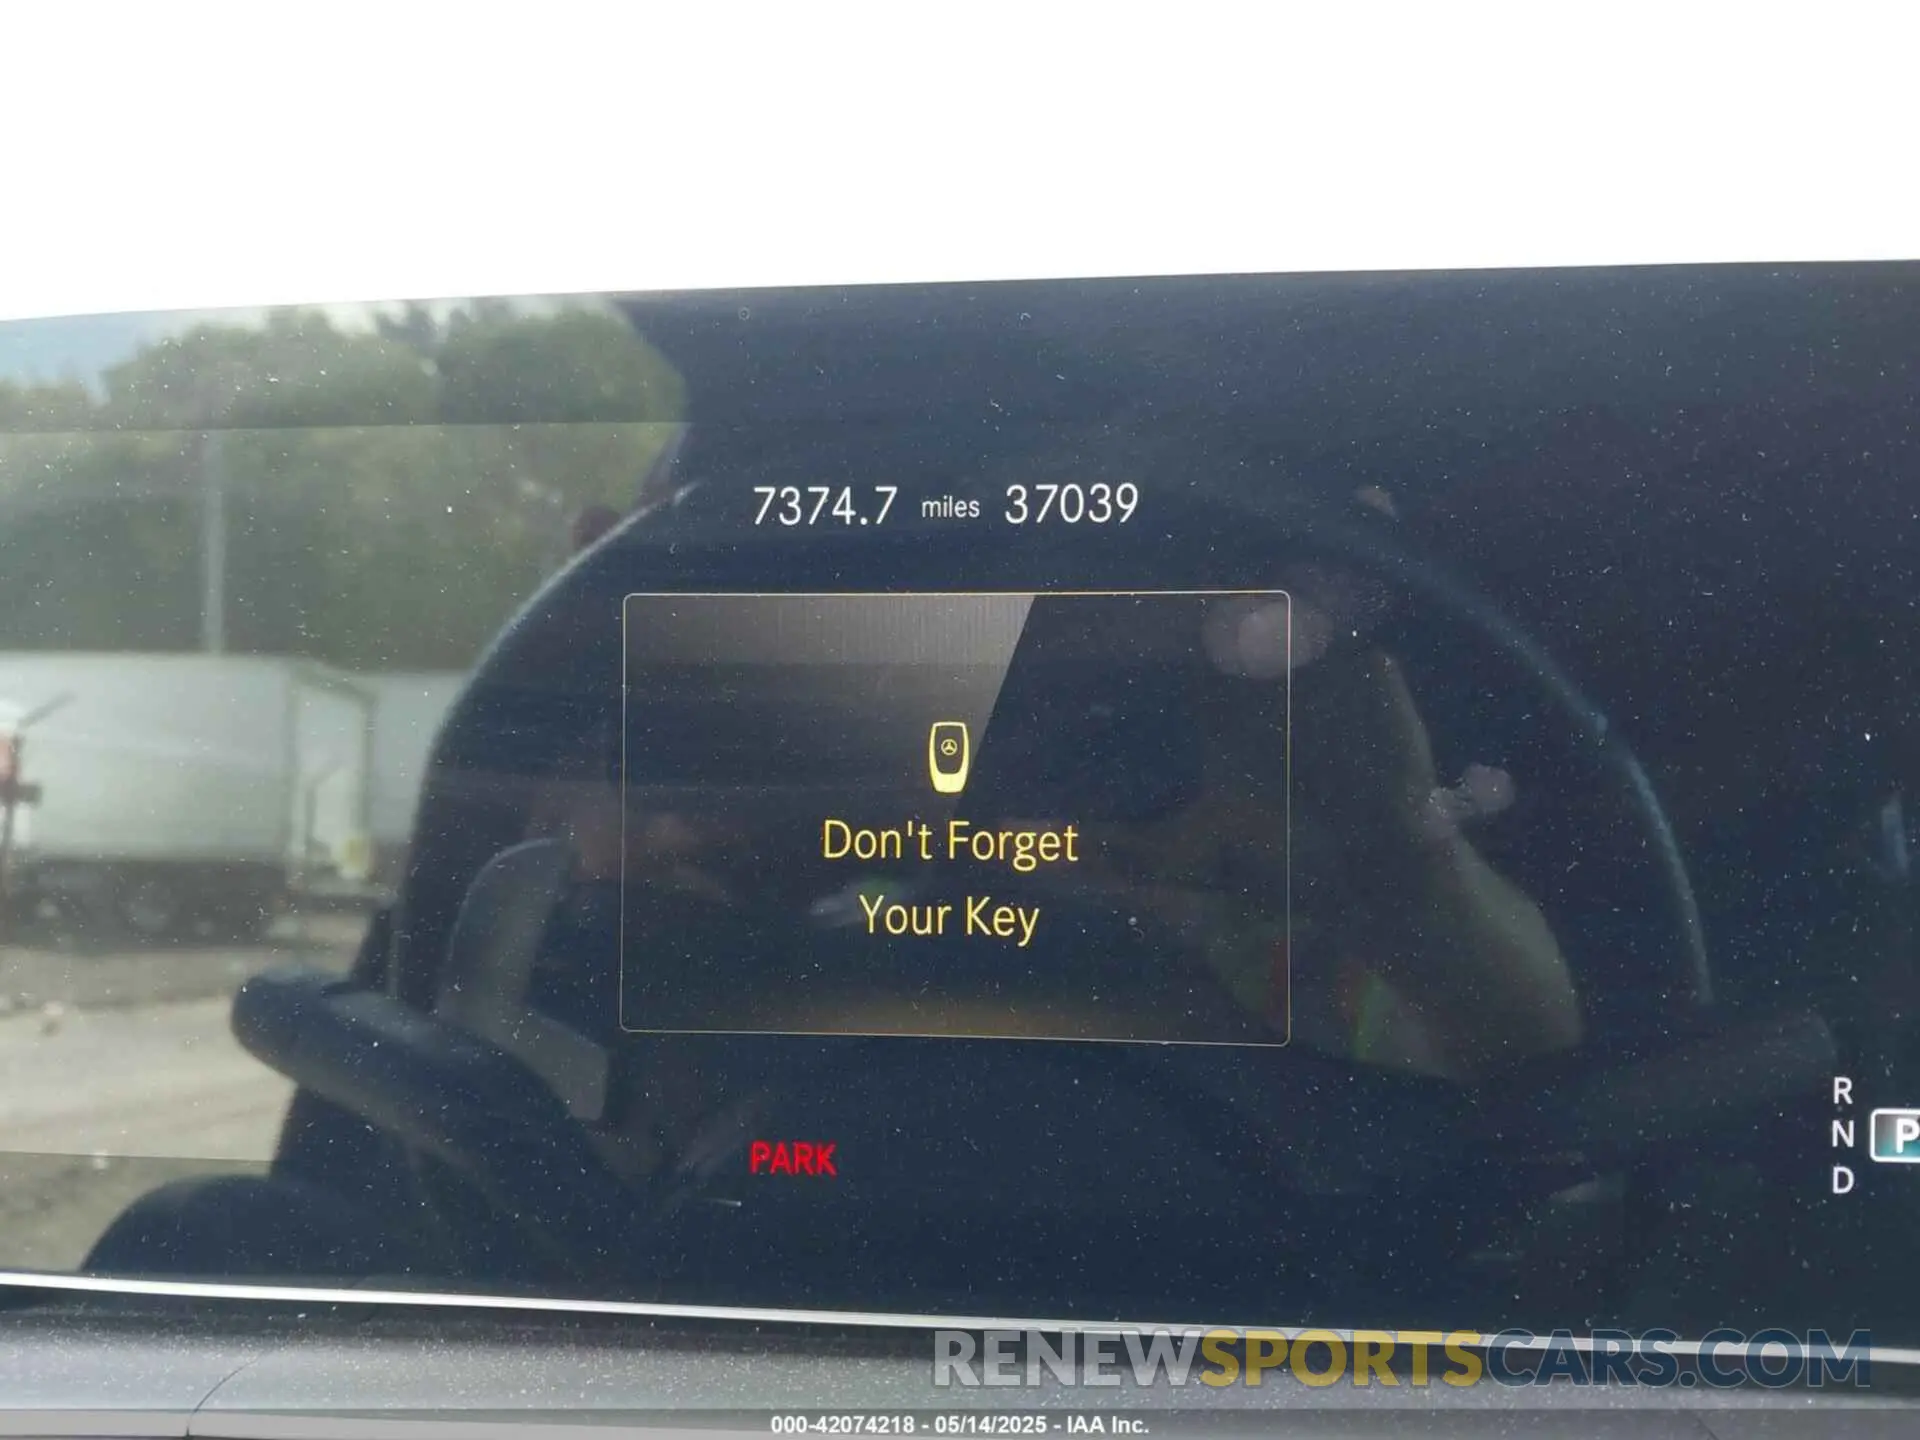 7374.7 miles 37039
Don't Forget
Your Key
PARK
R
N P
D
RENEWSPORTSCARS.COM
000-42074218 - 05/14/2025 - IAA Inc.